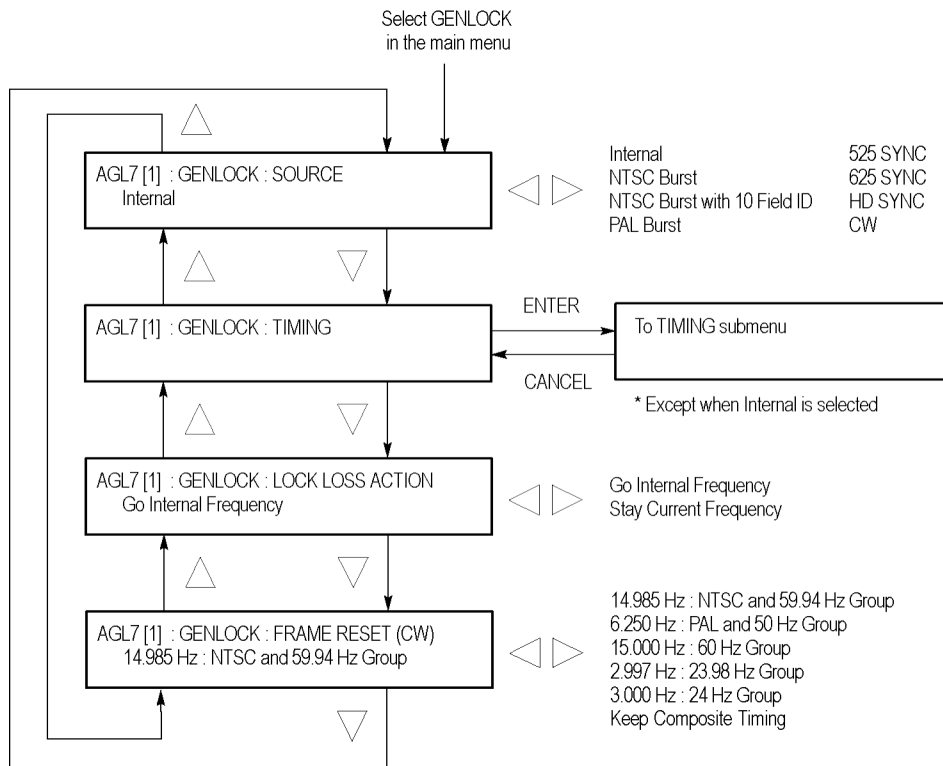 Select GENLOCK
in the main menu
AGL7 [1] : GENLOCK : SOURCE
Internal
Internal 525 SYNC
NTSC Burst 625 SYNC
NTSC Burst with 10 Field ID HD SYNC
PAL Burst CW
AGL7 [1] : GENLOCK : TIMING
ENTER
CANCEL
To TIMING submenu
* Except when Internal is selected
AGL7 [1] : GENLOCK : LOCK LOSS ACTION
Go Internal Frequency
Go Internal Frequency
Stay Current Frequency
AGL7 [1] : GENLOCK : FRAME RESET (CW)
14.985 Hz : NTSC and 59.94 Hz Group
14.985 Hz : NTSC and 59.94 Hz Group
6.250 Hz : PAL and 50 Hz Group
15.000 Hz : 60 Hz Group
2.997 Hz : 23.98 Hz Group
3.000 Hz : 24 Hz Group
Keep Composite Timing